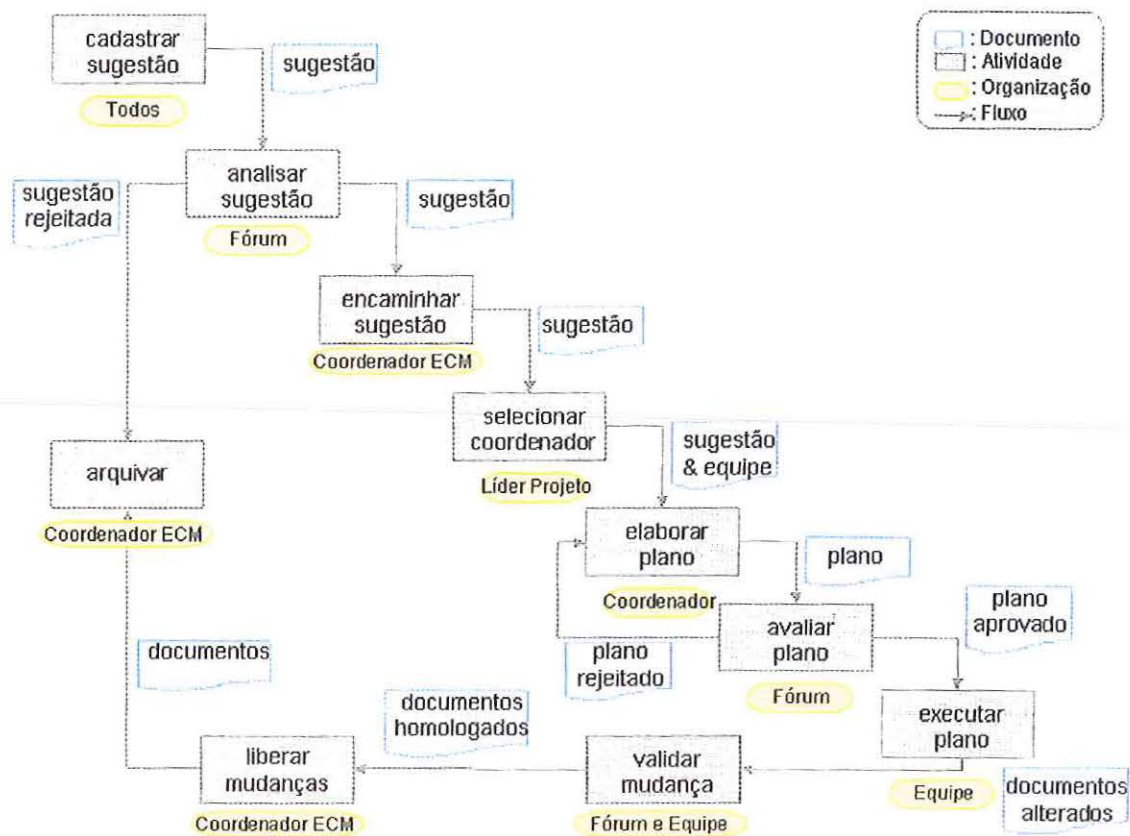 cadastrar
sugestão
sugestão
Todos
: Documento
: Atividade
: Organização
: Fluxo
sugestão
rejeitada
analisar
sugestão
sugestão
Fórum
encaminhar
sugestão
sugestão
Coordenador ECM
selecionar
coordenador
sugestão
& equipe
Líder Projeto
arquivar
Coordenador ECM
elaborar
plano
plano
Coordenador
plano
aprovado
avaliar
plano
plano
rejeitado
Fórum
documentos
documentos
homologados
executar
plano
liberar
mudanças
validar
mudança
Equipe
documentos
alterados
Coordenador ECM
Fórum e Equipe